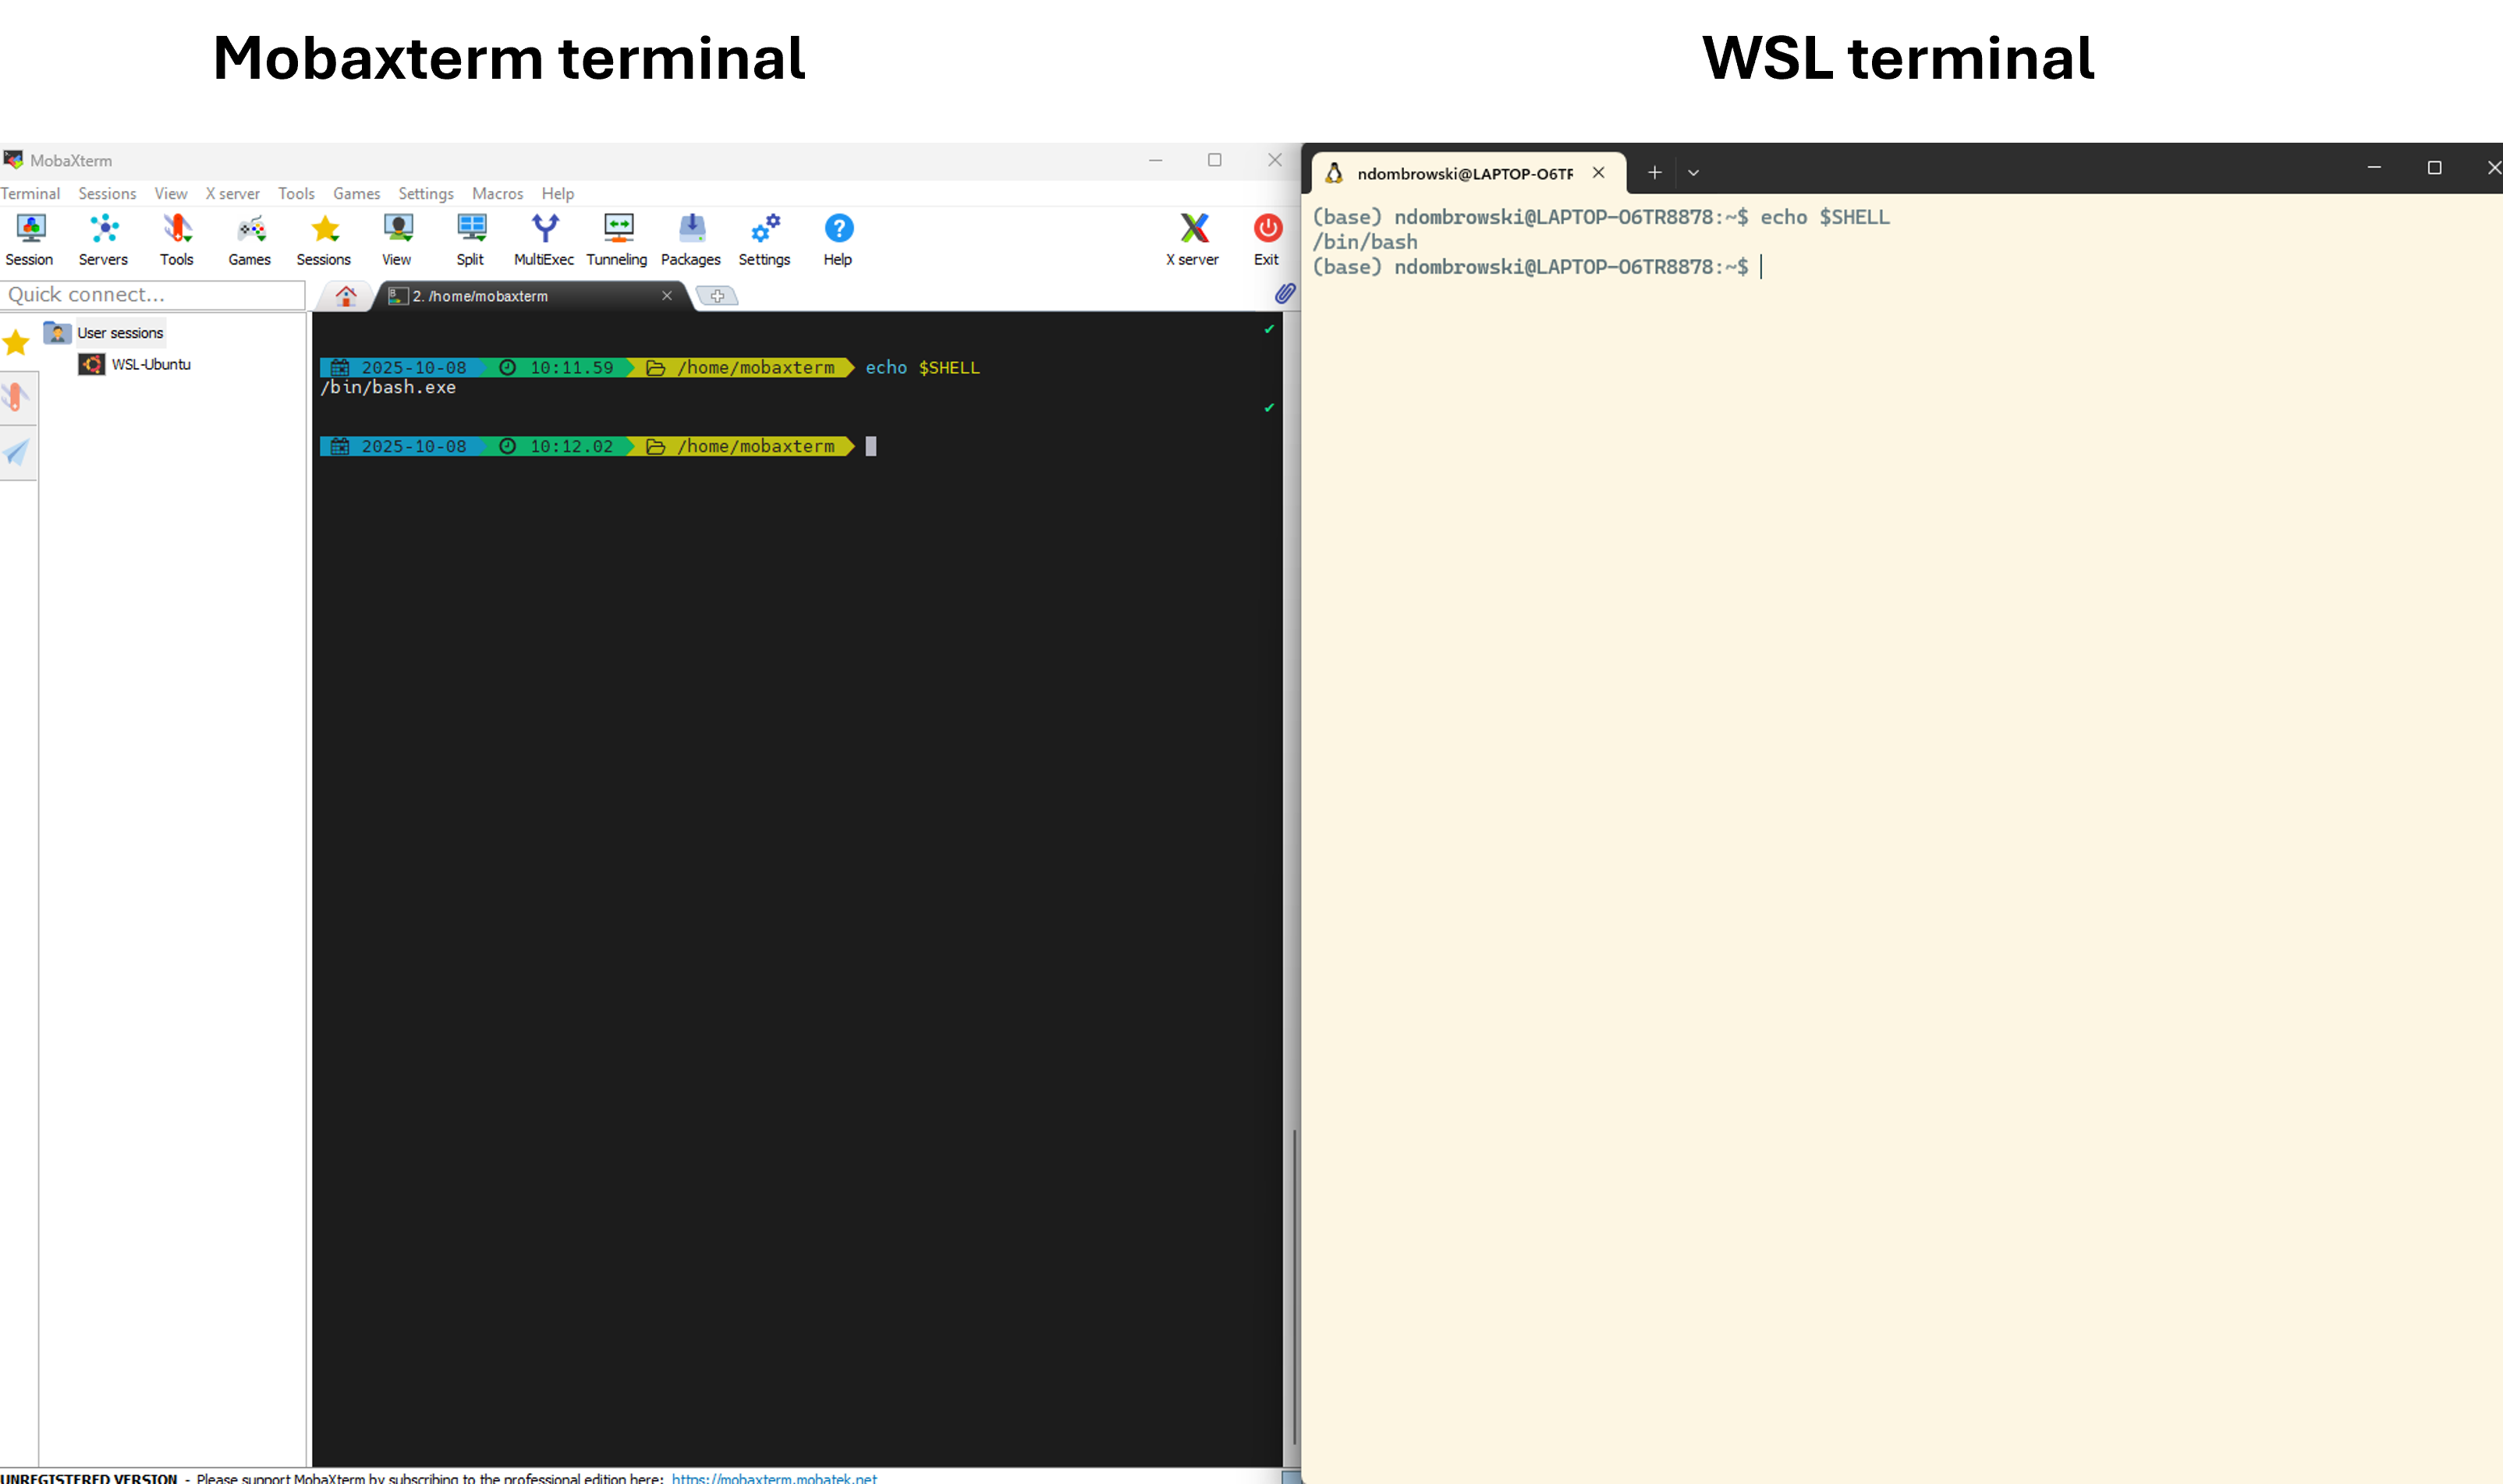 Mobaxterm terminal
WSL terminal
MobaXterm
Terminal Sessions View X server Tools Games Settings Macros Help
Session Servers Tools Games Sessions View Split MultiExec Tunneling Packages Settings Help X server Exit
Quick connect...
2. /home/mobaxterm
User sessions
WSL-Ubuntu
2025-10-08 10:11.59 /home/mobaxterm echo $SHELL
/bin/bash.exe
2025-10-08 10:12.02 /home/mobaxterm
UNREGISTERED VERSION - Please support MobaXterm by subscribing to the professional edition here: https://mobaxterm.mobatek.net
ndombrowski@LAPTOP-O6TR
(base) ndombrowski@LAPTOP-O6TR8878:~$ echo $SHELL
/bin/bash
(base) ndombrowski@LAPTOP-O6TR8878:~$